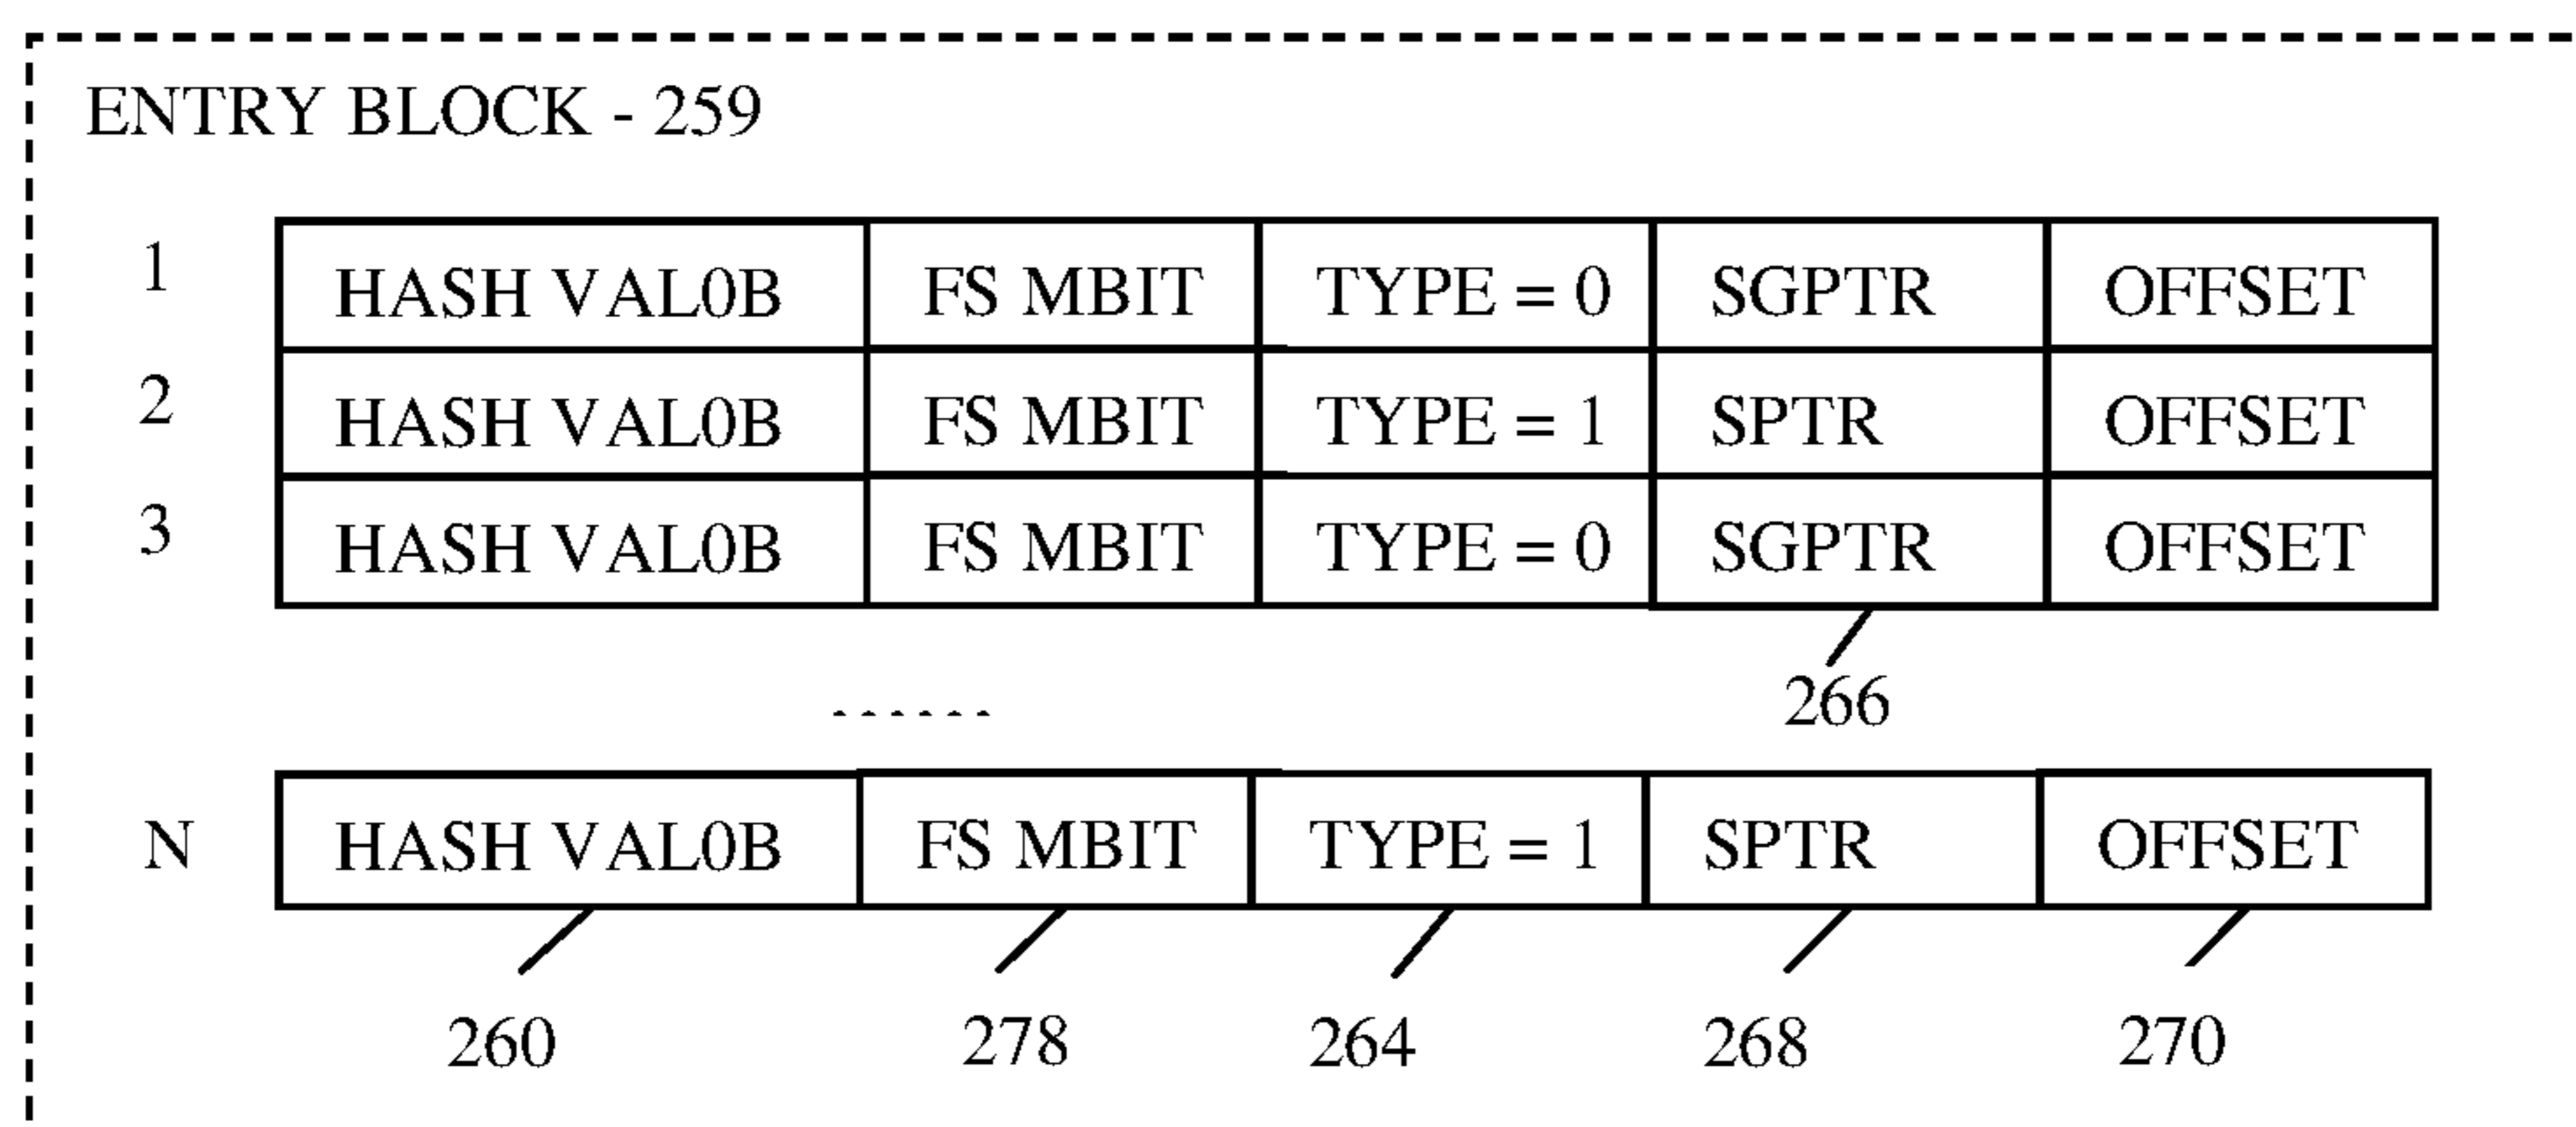 ENTRY BLOCK - 259
1 HASH VAL0B FS MBIT TYPE = 0 SGPTR OFFSET
2 HASH VAL0B FS MBIT TYPE = 1 SPTR OFFSET
3 HASH VAL0B FS MBIT TYPE = 0 SGPTR OFFSET
266
......
N HASH VAL0B FS MBIT TYPE = 1 SPTR OFFSET
260 278 264 268 270